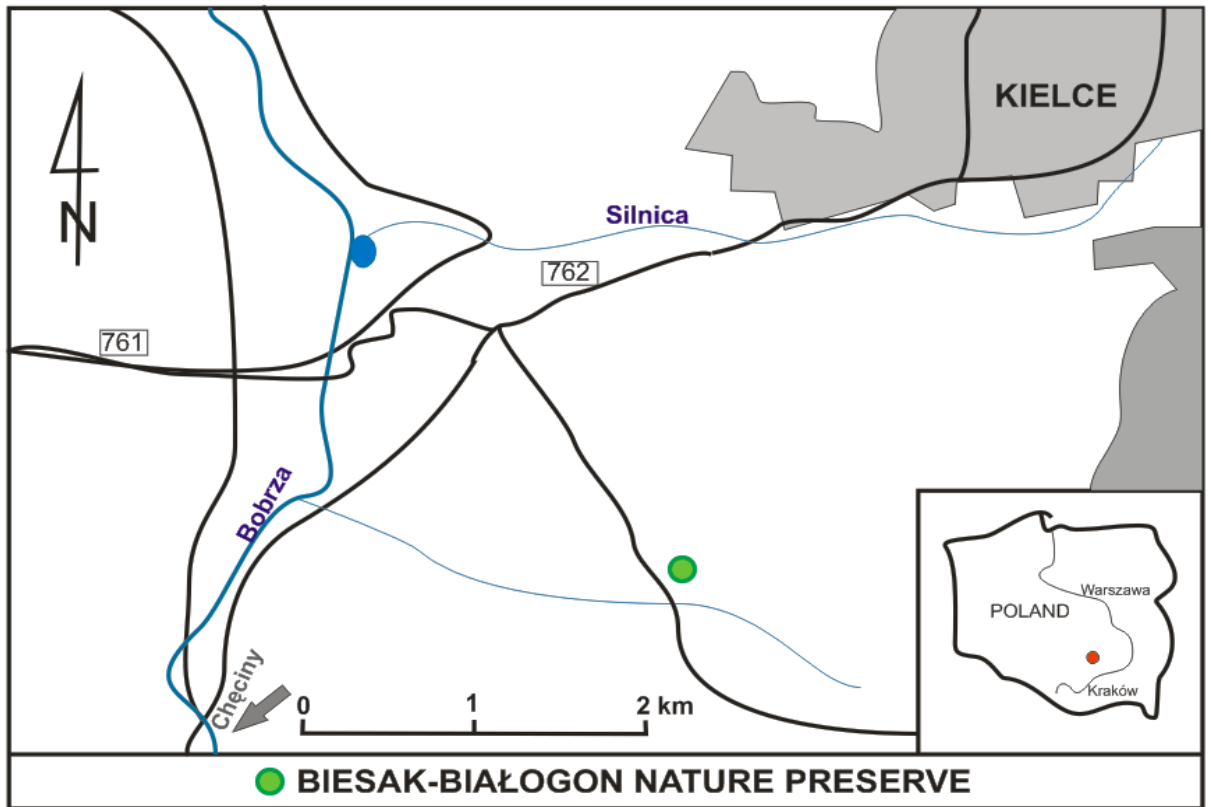 KIELCE
Silnica
N
762
761
Bobrza
Warszawa
POLAND
Kraków
Chęciny
0 1 2 km
BIESAK-BIAŁOGON NATURE PRESERVE